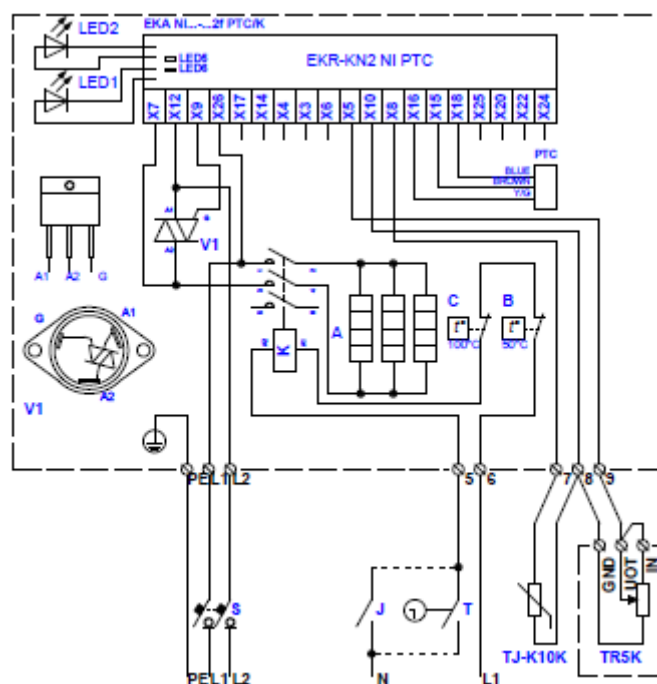 LED2
EKA NI...-...2f PTC/K
LED5
LED6
EKR-KN2 NI PTC
LED1
X7 X12 X9 X26 X17 X14 X4 X3 X6 X5 X10 X8 X16 X15 X18 X25 X20 X22 X24
PTC
BLUE
BROWN
Y/G
A1
G
V1
A2
A1 A2 G
C B
t° t°
100°C 50°C
A
K
G A1
A2
V1
PE L1 L2 5 6 7 8 9
GND UOT IN
S J T
TJ-K10K TR5K
PE L1 L2 N L1